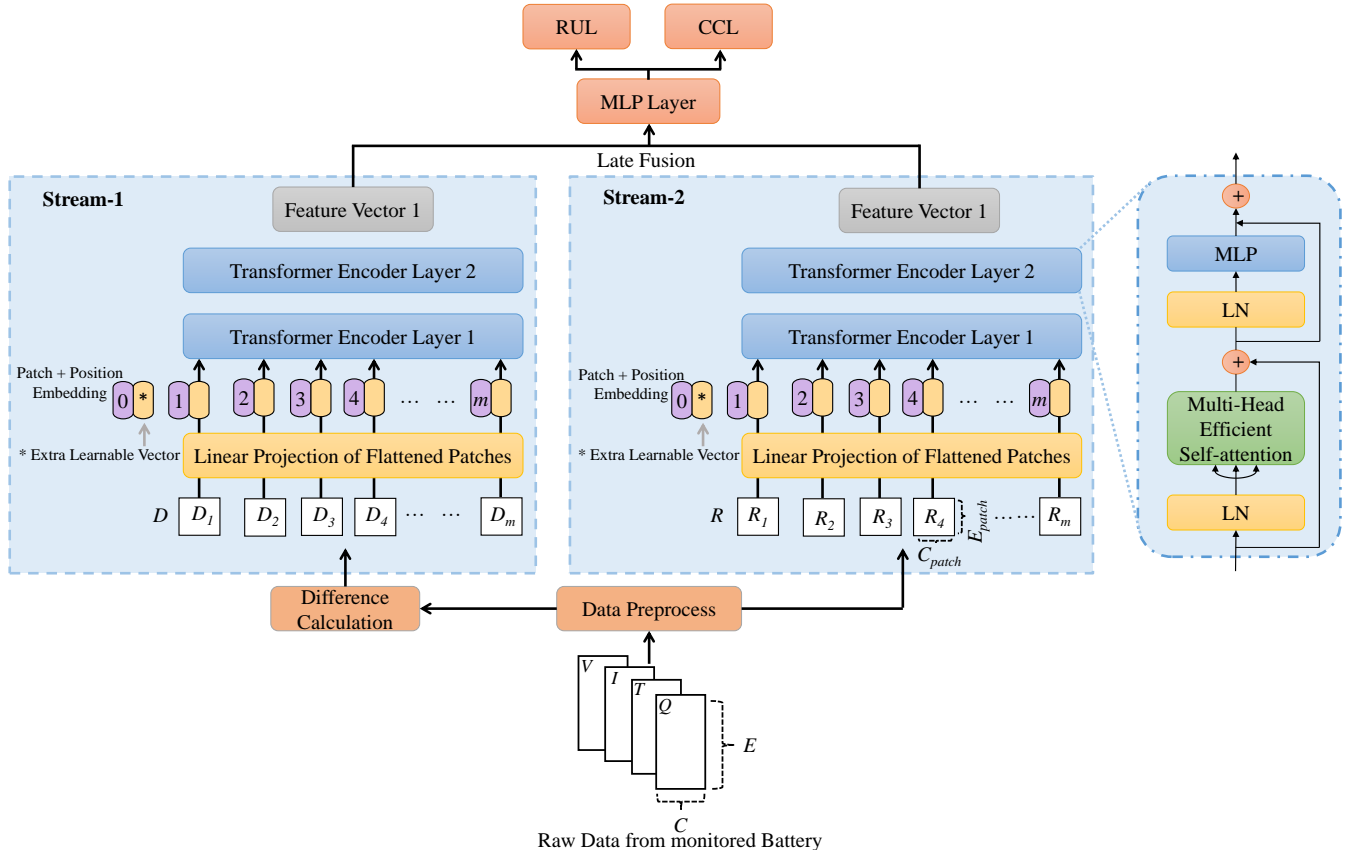 RUL
CCL
MLP Layer
Late Fusion
Stream-1
Feature Vector 1
Transformer Encoder Layer 2
Transformer Encoder Layer 1
Patch + Position
Embedding
0 * 1 2 3 4 ... ... m
* Extra Learnable Vector
Linear Projection of Flattened Patches
D D1 D2 D3 D4 ... ... Dm
Stream-2
Feature Vector 1
Transformer Encoder Layer 2
Transformer Encoder Layer 1
Patch + Position
Embedding
0 * 1 2 3 4 ... ... m
* Extra Learnable Vector
Linear Projection of Flattened Patches
R R1 R2 R3 R4 Epatch ... ... Rm
Cpatch
+
MLP
LN
+
Multi-Head
Efficient
Self-attention
LN
Difference
Calculation
Data Preprocess
V
I
T
Q
E
C
Raw Data from monitored Battery